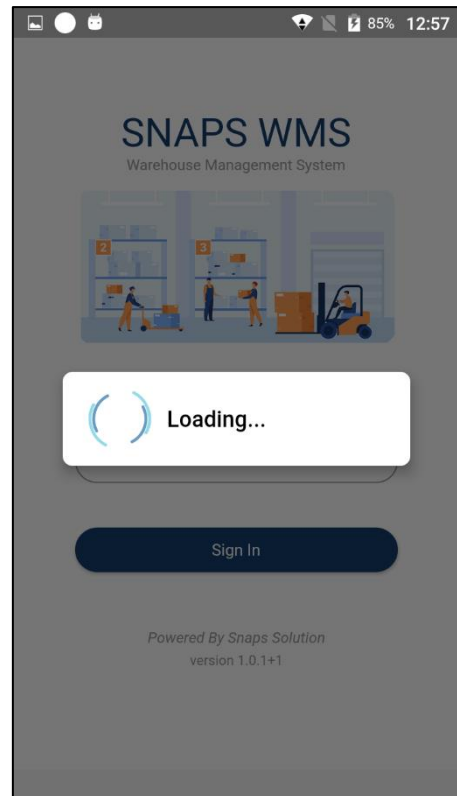 85% 12:57
SNAPS WMS
Warehouse Management System
2
3
Loading...
Sign In
Powered By Snaps Solution
version 1.0.1+1